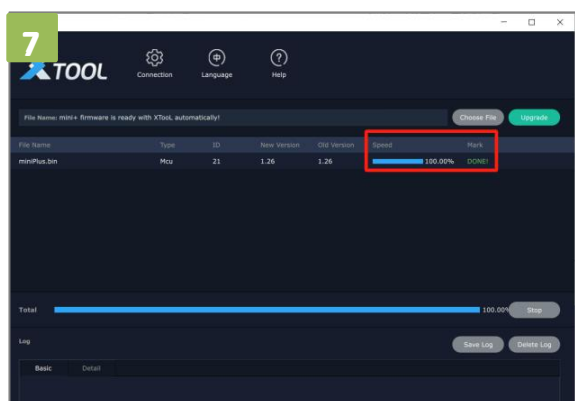 7
XTOOL
Connection
Language
Help
File Name: mini+ firmware is ready with XTooL automatically!
Choose File
Upgrade
File Name Type ID New Version Old Version Speed Mark
miniPlus.bin Mcu 21 1.26 1.26 100.00% DONE!
Total 100.00% Stop
Log
Save Log
Delete Log
Basic Detail